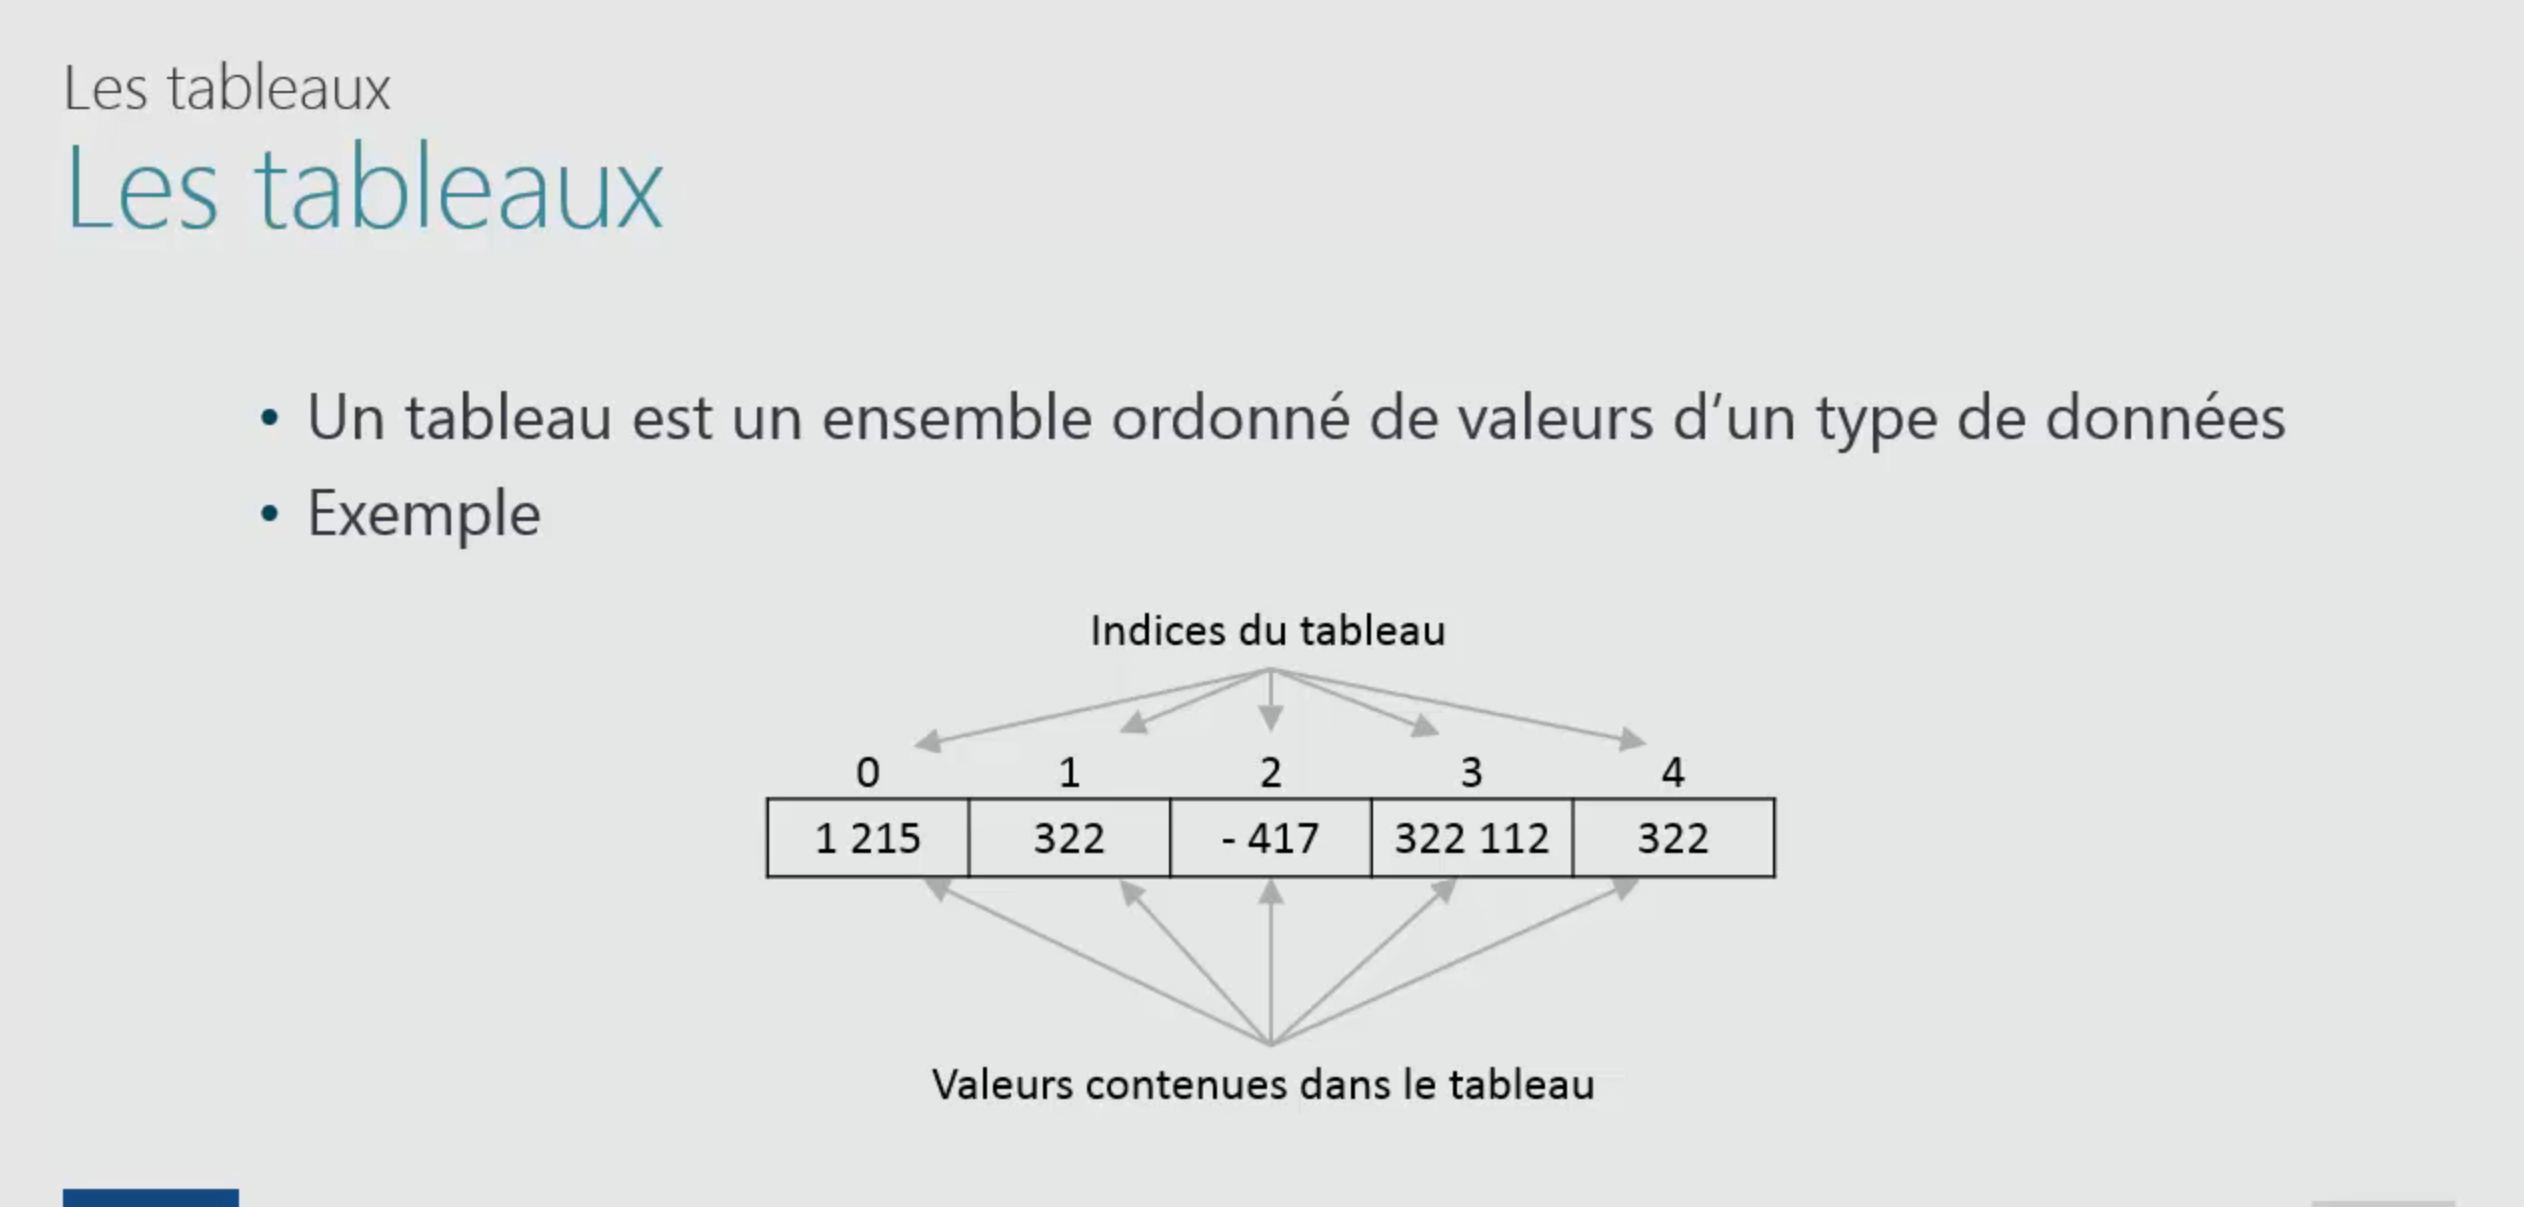 Les tableaux
Les tableaux
• Un tableau est un ensemble ordonné de valeurs d’un type de données
• Exemple
Indices du tableau
0 1 2 3 4
1 215 322 - 417 322 112 322
Valeurs contenues dans le tableau